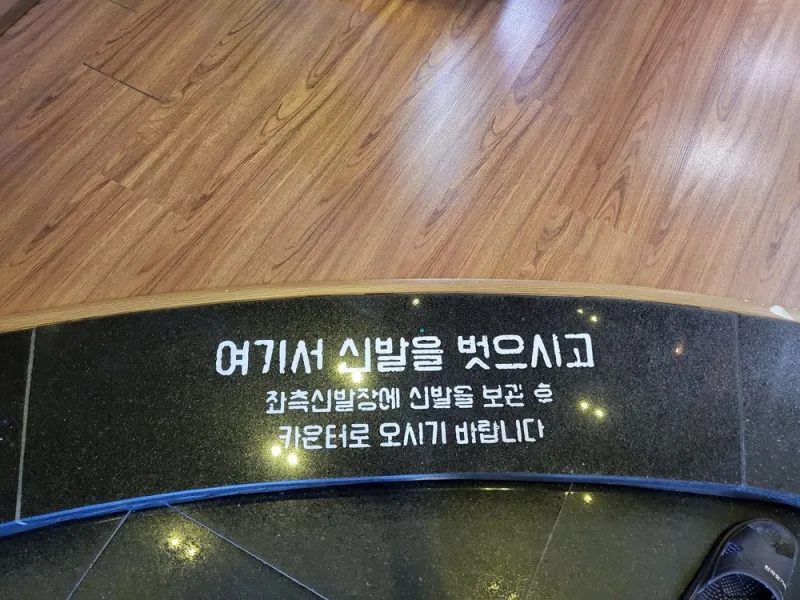 여기서 신발을 벗으시고
좌측신발장에 신발을 보관 후
카운터로 오시기 바랍니다